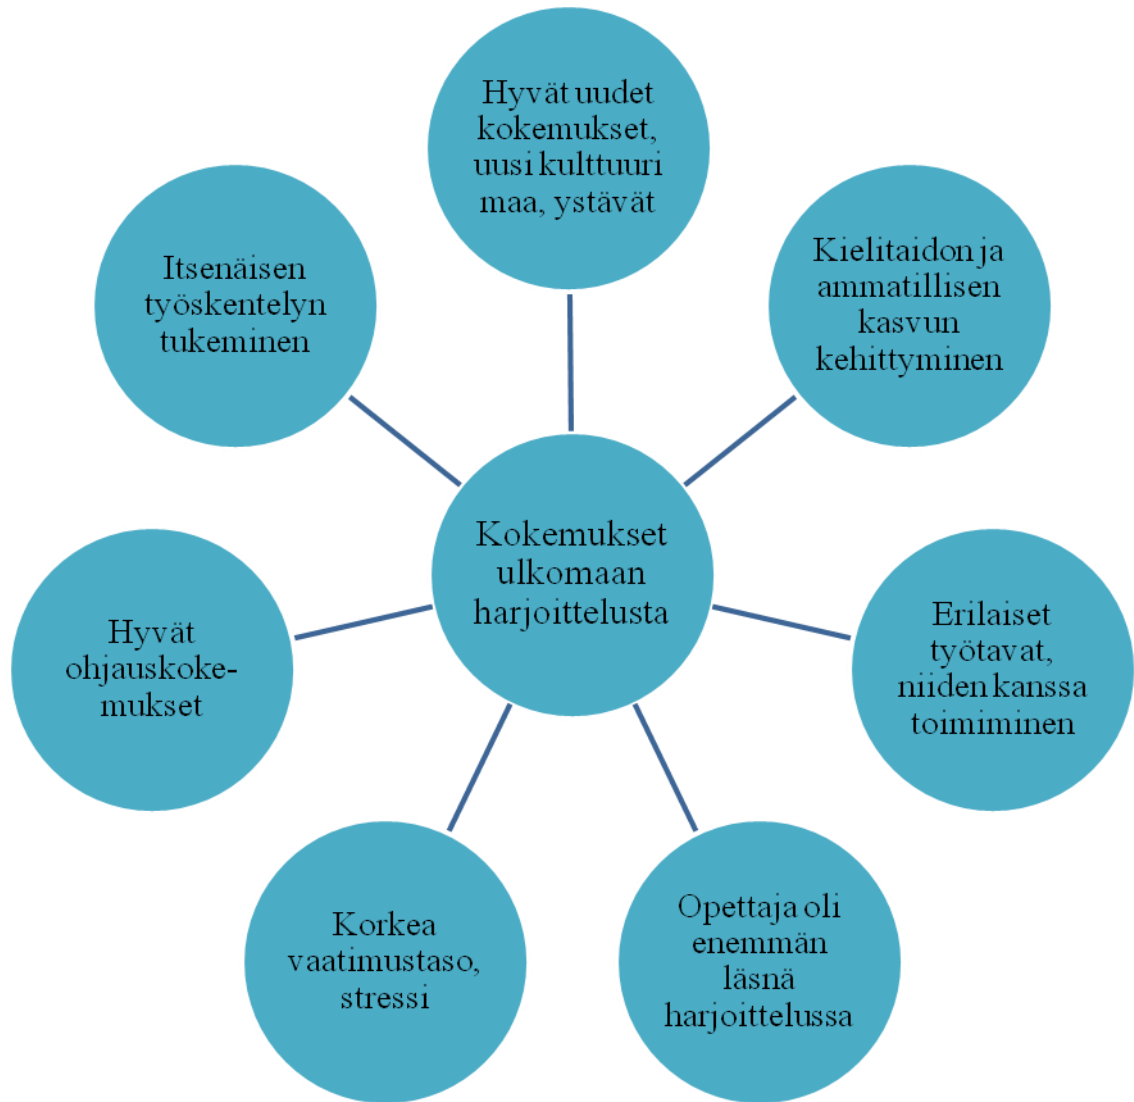 Hyvät uudet
kokemukset,
uusi kulttuuri
maa, ystävät
Kielitaidon ja
ammatillisen
kasvun
kehittyminen
Erilaiset
työtavat,
niiden kanssa
toimiminen
Opettaja oli
enemmän
läsnä
harjoittelussa
Korkea
vaatimustaso,
stressi
Hyvät
ohjauskoke-
mukset
Itsenäisen
työskentelyn
tukeminen
Kokemukset
ulkomaan
harjoittelusta